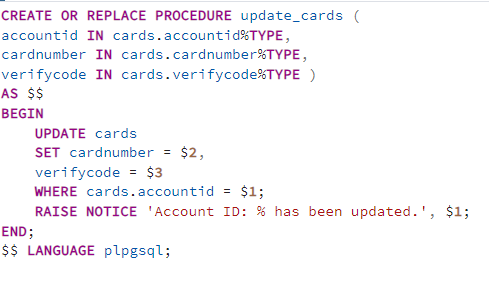 CREATE OR REPLACE PROCEDURE update_cards (
accountid IN cards.accountid%TYPE,
cardnumber IN cards.cardnumber%TYPE,
verifycode IN cards.verifycode%TYPE )
AS $$
BEGIN
    UPDATE cards
    SET cardnumber = $2,
    verifycode = $3
    WHERE cards.accountid = $1;
    RAISE NOTICE 'Account ID: % has been updated.', $1;
END;
$$ LANGUAGE plpgsql;